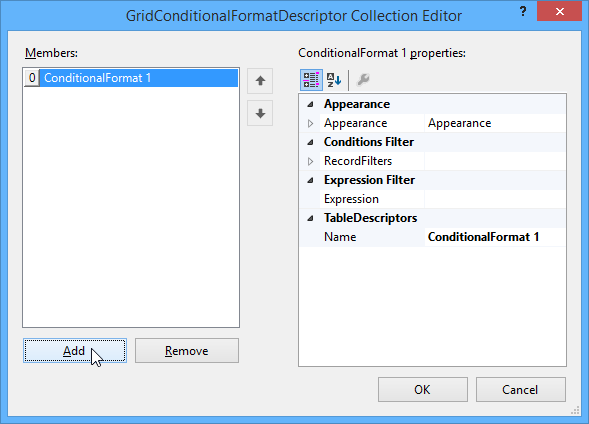 GridConditionalFormatDescriptor Collection Editor
?
Members:
0 ConditionalFormat 1
Add
Remove
ConditionalFormat 1 properties:
Appearance
Appearance Appearance
Conditions Filter
RecordFilters
Expression Filter
Expression
TableDescriptors
Name ConditionalFormat 1
OK
Cancel